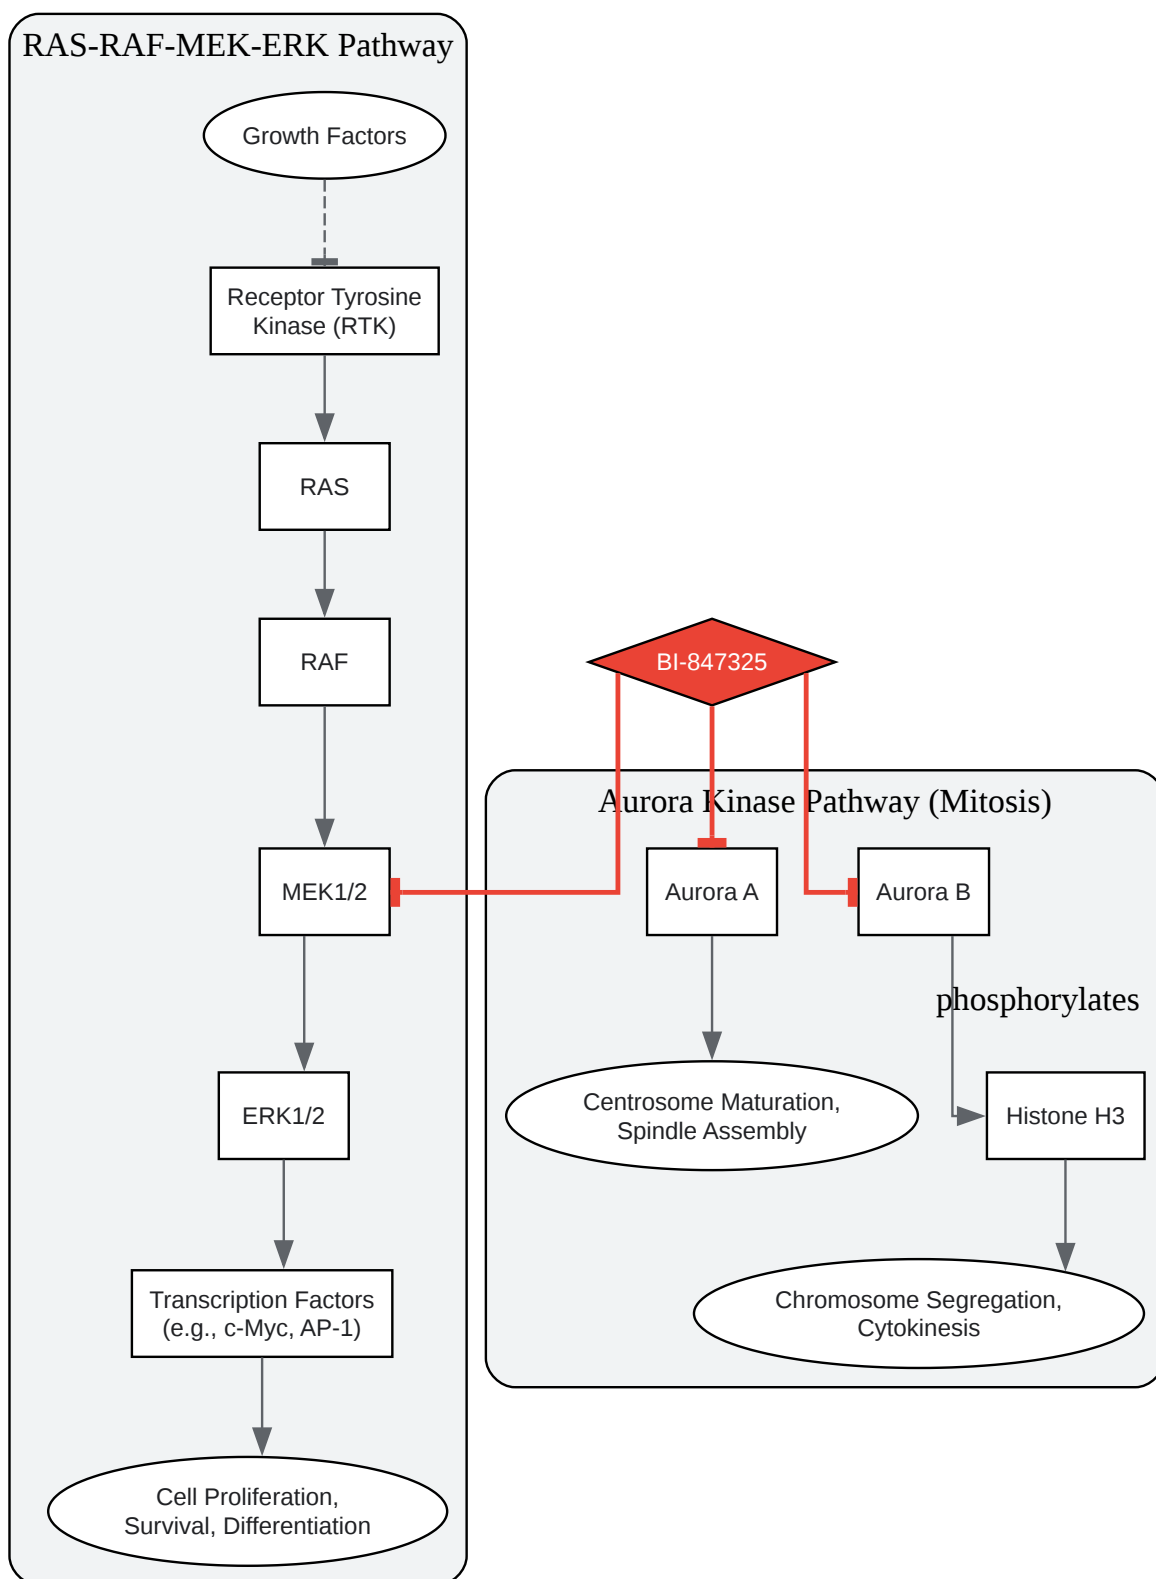 RAS-RAF-MEK-ERK Pathway
Growth Factors
Receptor Tyrosine
Kinase (RTK)
RAS
RAF
MEK1/2
ERK1/2
Transcription Factors
(e.g., c-Myc, AP-1)
Cell Proliferation,
Survival, Differentiation
BI-847325
Aurora Kinase Pathway (Mitosis)
Aurora A
Aurora B
phosphorylates
Centrosome Maturation,
Spindle Assembly
Histone H3
Chromosome Segregation,
Cytokinesis